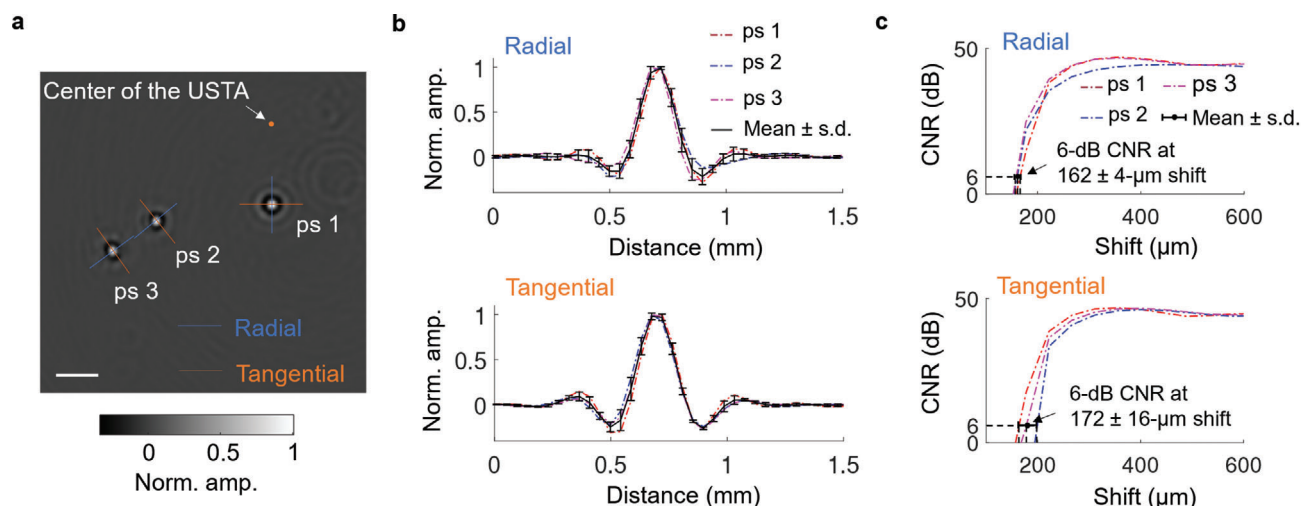 a
Center of the USTA
ps 1
ps 2
ps 3
Radial
Tangential
0
0.5
1
Norm. amp.
b
Radial
ps 1
ps 2
ps 3
Mean ± s.d.
1
0.5
0
Norm. amp.
0
0.5
1
1.5
Distance (mm)
Tangential
1
0.5
0
Norm. amp.
0
0.5
1
1.5
Distance (mm)
c
Radial
50
6
0
CNR (dB)
ps 1
ps 3
ps 2
Mean ± s.d.
6-dB CNR at
162 ± 4-µm shift
200
400
600
Shift (µm)
Tangential
50
6
0
CNR (dB)
6-dB CNR at
172 ± 16-µm shift
200
400
600
Shift (µm)